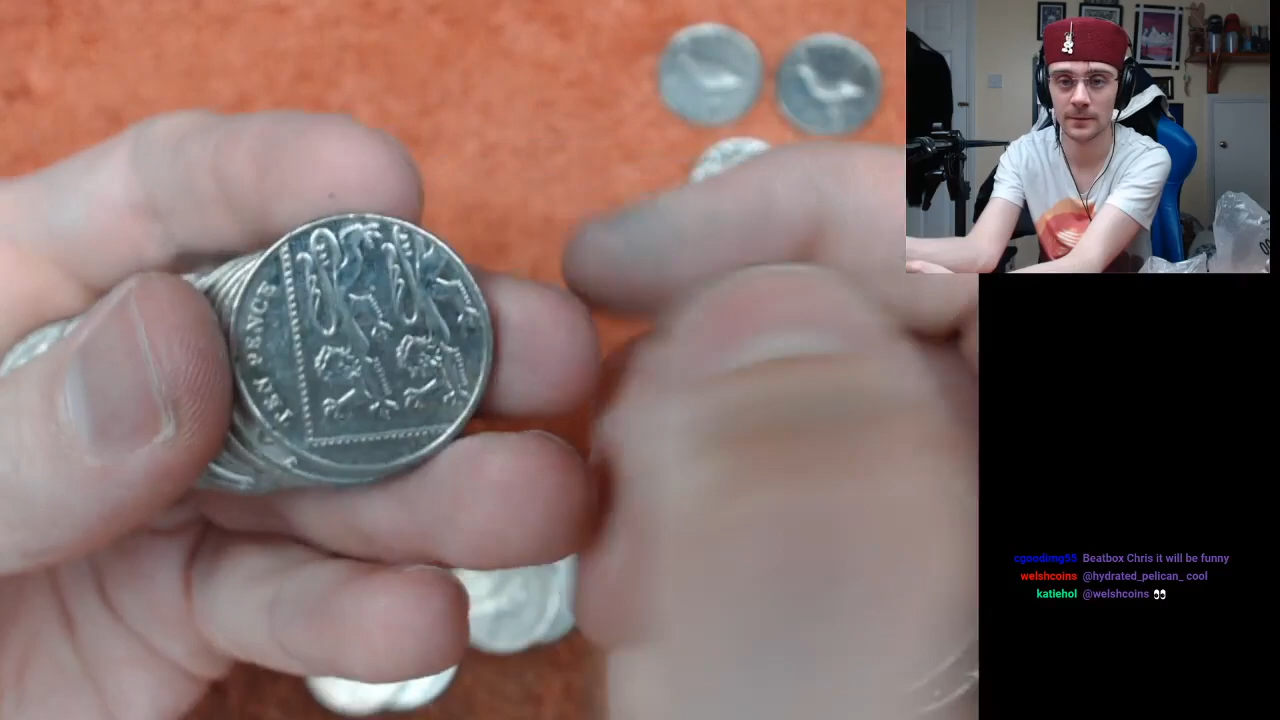 TEN PENCE
cgoodimg55 Beatbox Chris it will be funny
welshcoins @hydrated_pelican_ cool
katiehol @welshcoins 👀